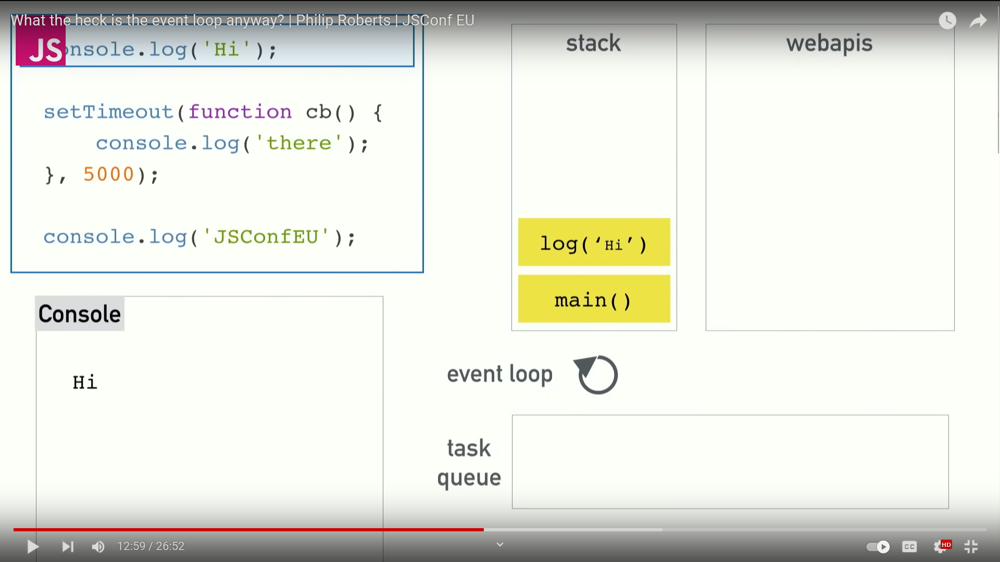 What the heck is the event loop anyway? | Philip Roberts | JSConf EU
JS
onsole.log('Hi');
setTimeout(function cb() {
console.log('there');
}, 5000);
console.log('JSConfEU');
Console
Hi
stack
log(‘Hi’)
main()
webapis
event loop
task
queue
12:59 / 26:52
CC
HD